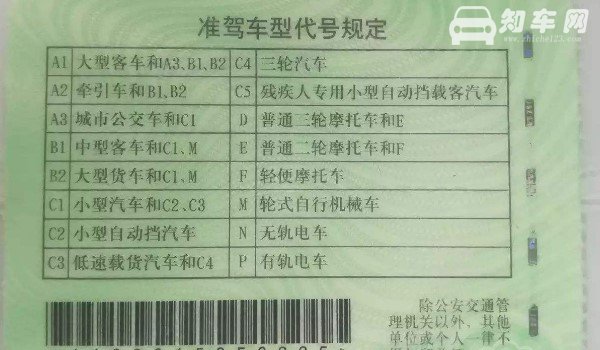 准驾车型代号规定
知车网
www.zhiche123.com
A1 大型客车和A3、B1、B2 C4 三轮汽车
A2 牵引车和B1、B2 C5 残疾人专用小型自动挡载客汽车
A3 城市公交车和C1 D 普通三轮摩托车和E
B1 中型客车和C1、M E 普通二轮摩托车和F
B2 大型货车和C1、M F 轻便摩托车
C1 小型汽车和C2、C3 M 轮式自行机械车
C2 小型自动挡汽车 N 无轨电车
C3 低速载货汽车和C4 P 有轨电车
除公安交通管
理机关以外，其他
单位或个人一律不